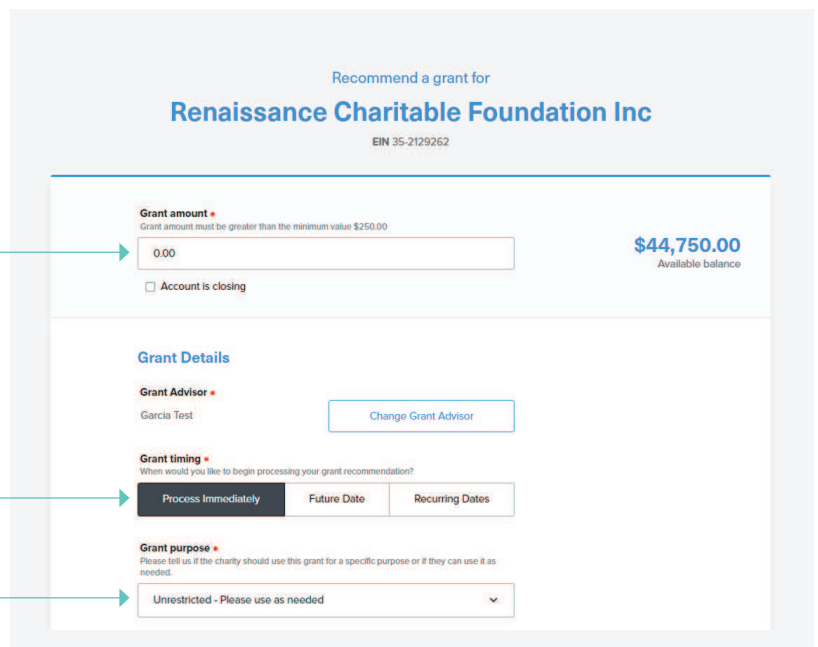 Recommend a grant for
Renaissance Charitable Foundation Inc
EIN 35-2129262
Grant amount •
Grant amount must be greater than the minimum value $250.00
0.00
$44,750.00
Available balance
Account is closing
Grant Details
Grant Advisor •
Garcia Test
Change Grant Advisor
Grant timing •
When would you like to begin processing your grant recommendation?
Process Immediately
Future Date
Recurring Dates
Grant purpose •
Please tell us if the charity should use this grant for a specific purpose or if they can use it as
needed.
Unrestricted - Please use as needed